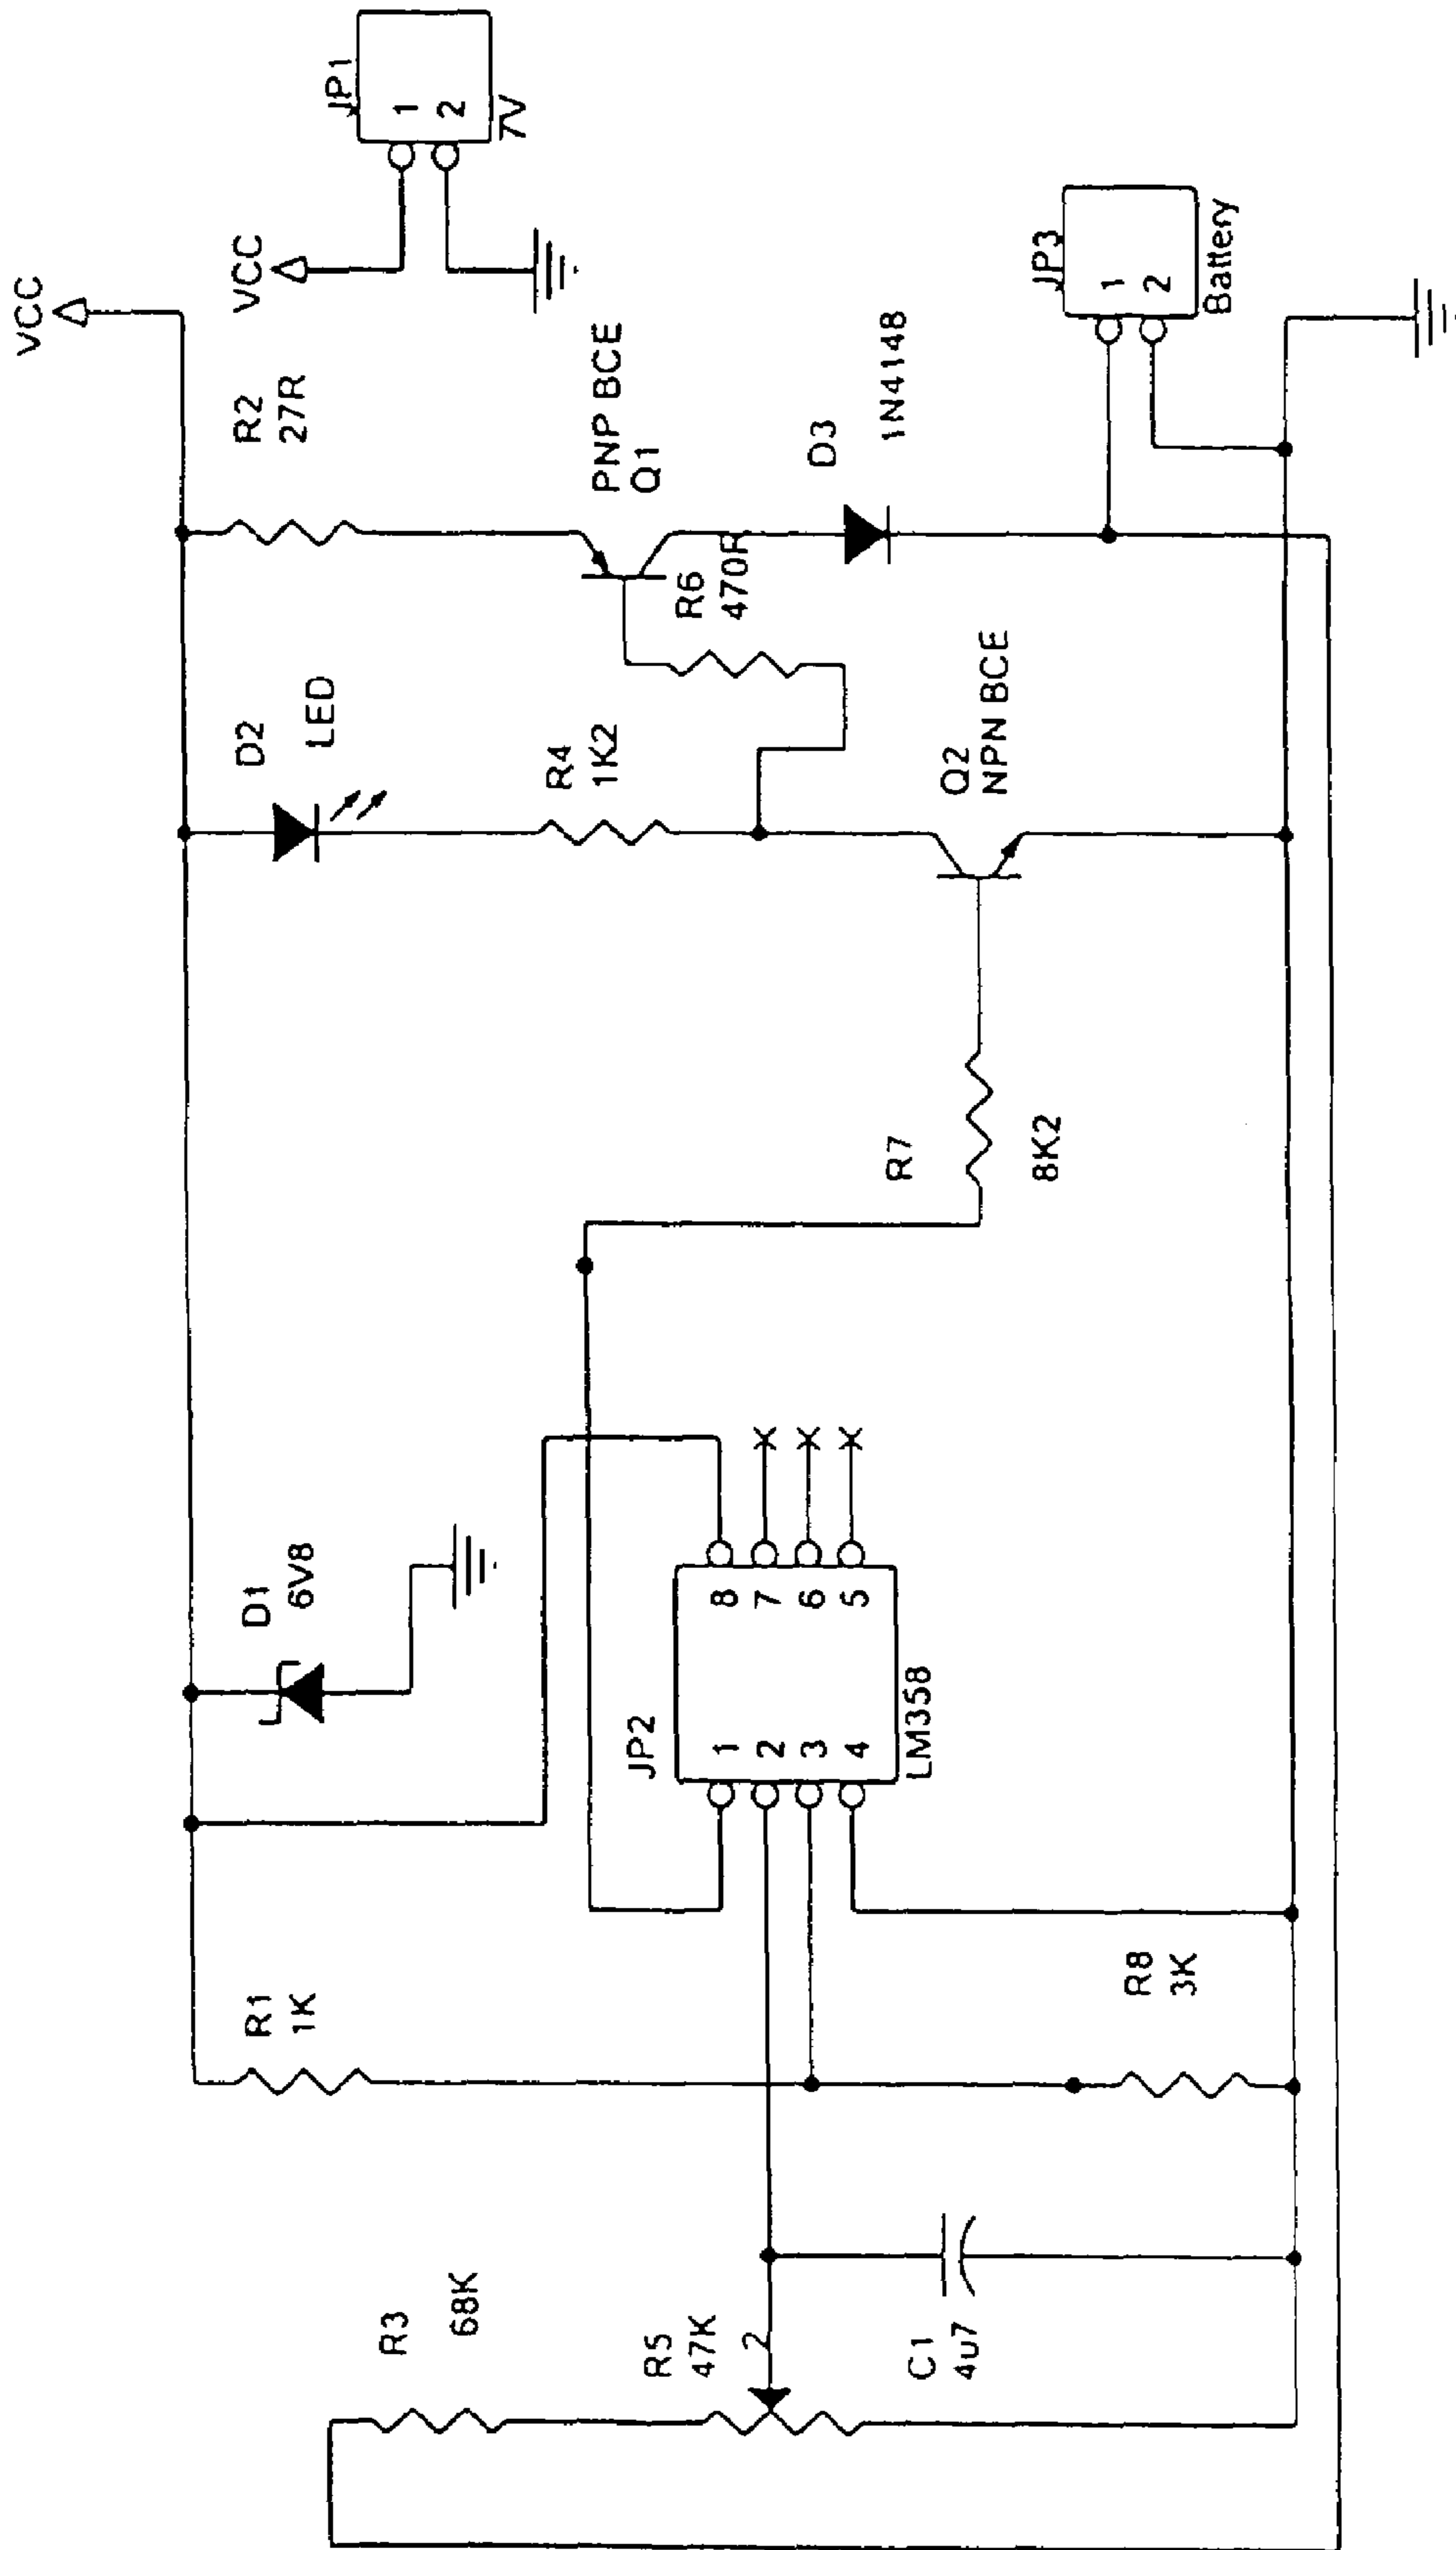 VCC
JP1
1
2
7V
VCC
R2
27R
PNP BCE
Q1
JP3
1
2
Battery
D3
1N4148
R6
470R
D2
LED
R4
1K2
Q2
NPN BCE
R7
8K2
D1
6V8
JP2
8
7
6
5
1
2
3
4
LM358
R1
1K
R8
3K
R3
68K
R5
47K
2
C1
4u7